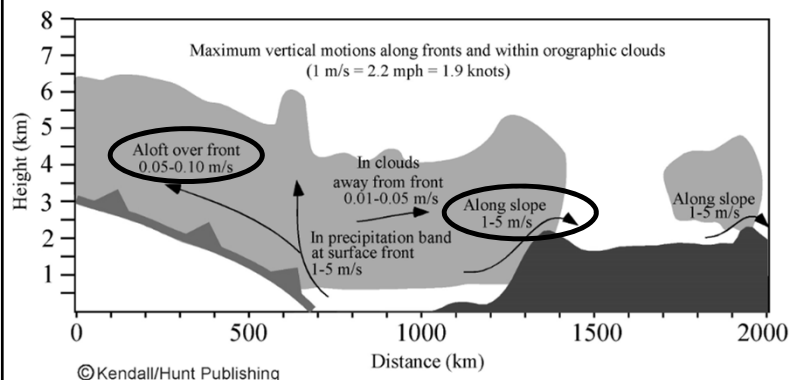 Maximum vertical motions along fronts and within orographic clouds
(1 m/s = 2.2 mph = 1.9 knots)
8
7
6
5
4
3
2
1
Height (km)
Aloft over front
0.05-0.10 m/s
In clouds
away from front
0.01-0.05 m/s
Along slope
1-5 m/s
Along slope
1-5 m/s
In precipitation band
at surface front
1-5 m/s
0 500 1000 1500 2000
Distance (km)
©Kendall/Hunt Publishing